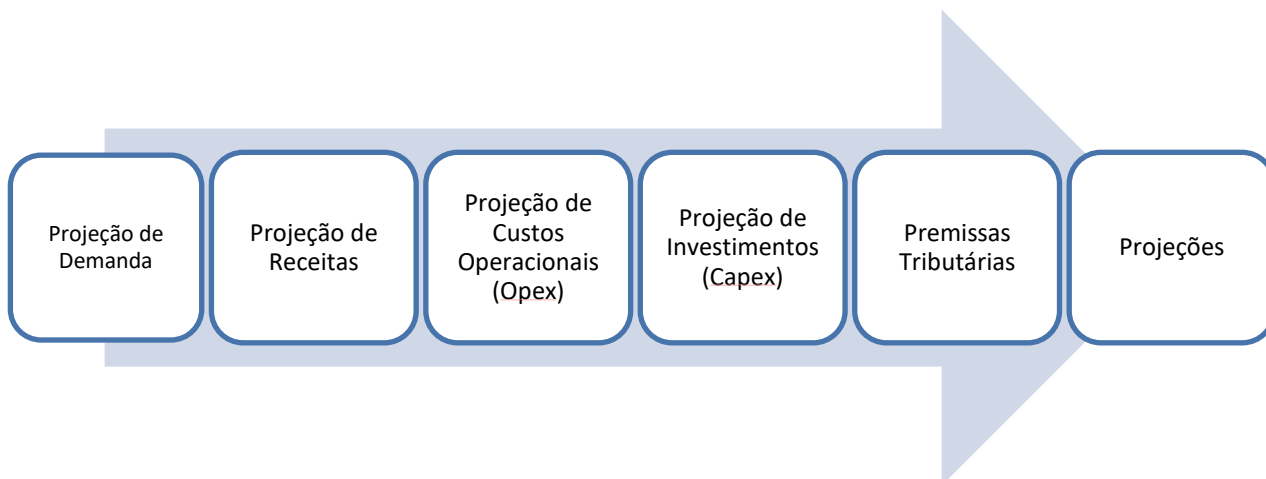 Projeção de
Demanda
Projeção de
Receitas
Projeção de
Custos
Operacionais
(Opex)
Projeção de
Investimentos
(Capex)
Premissas
Tributárias
Projeções